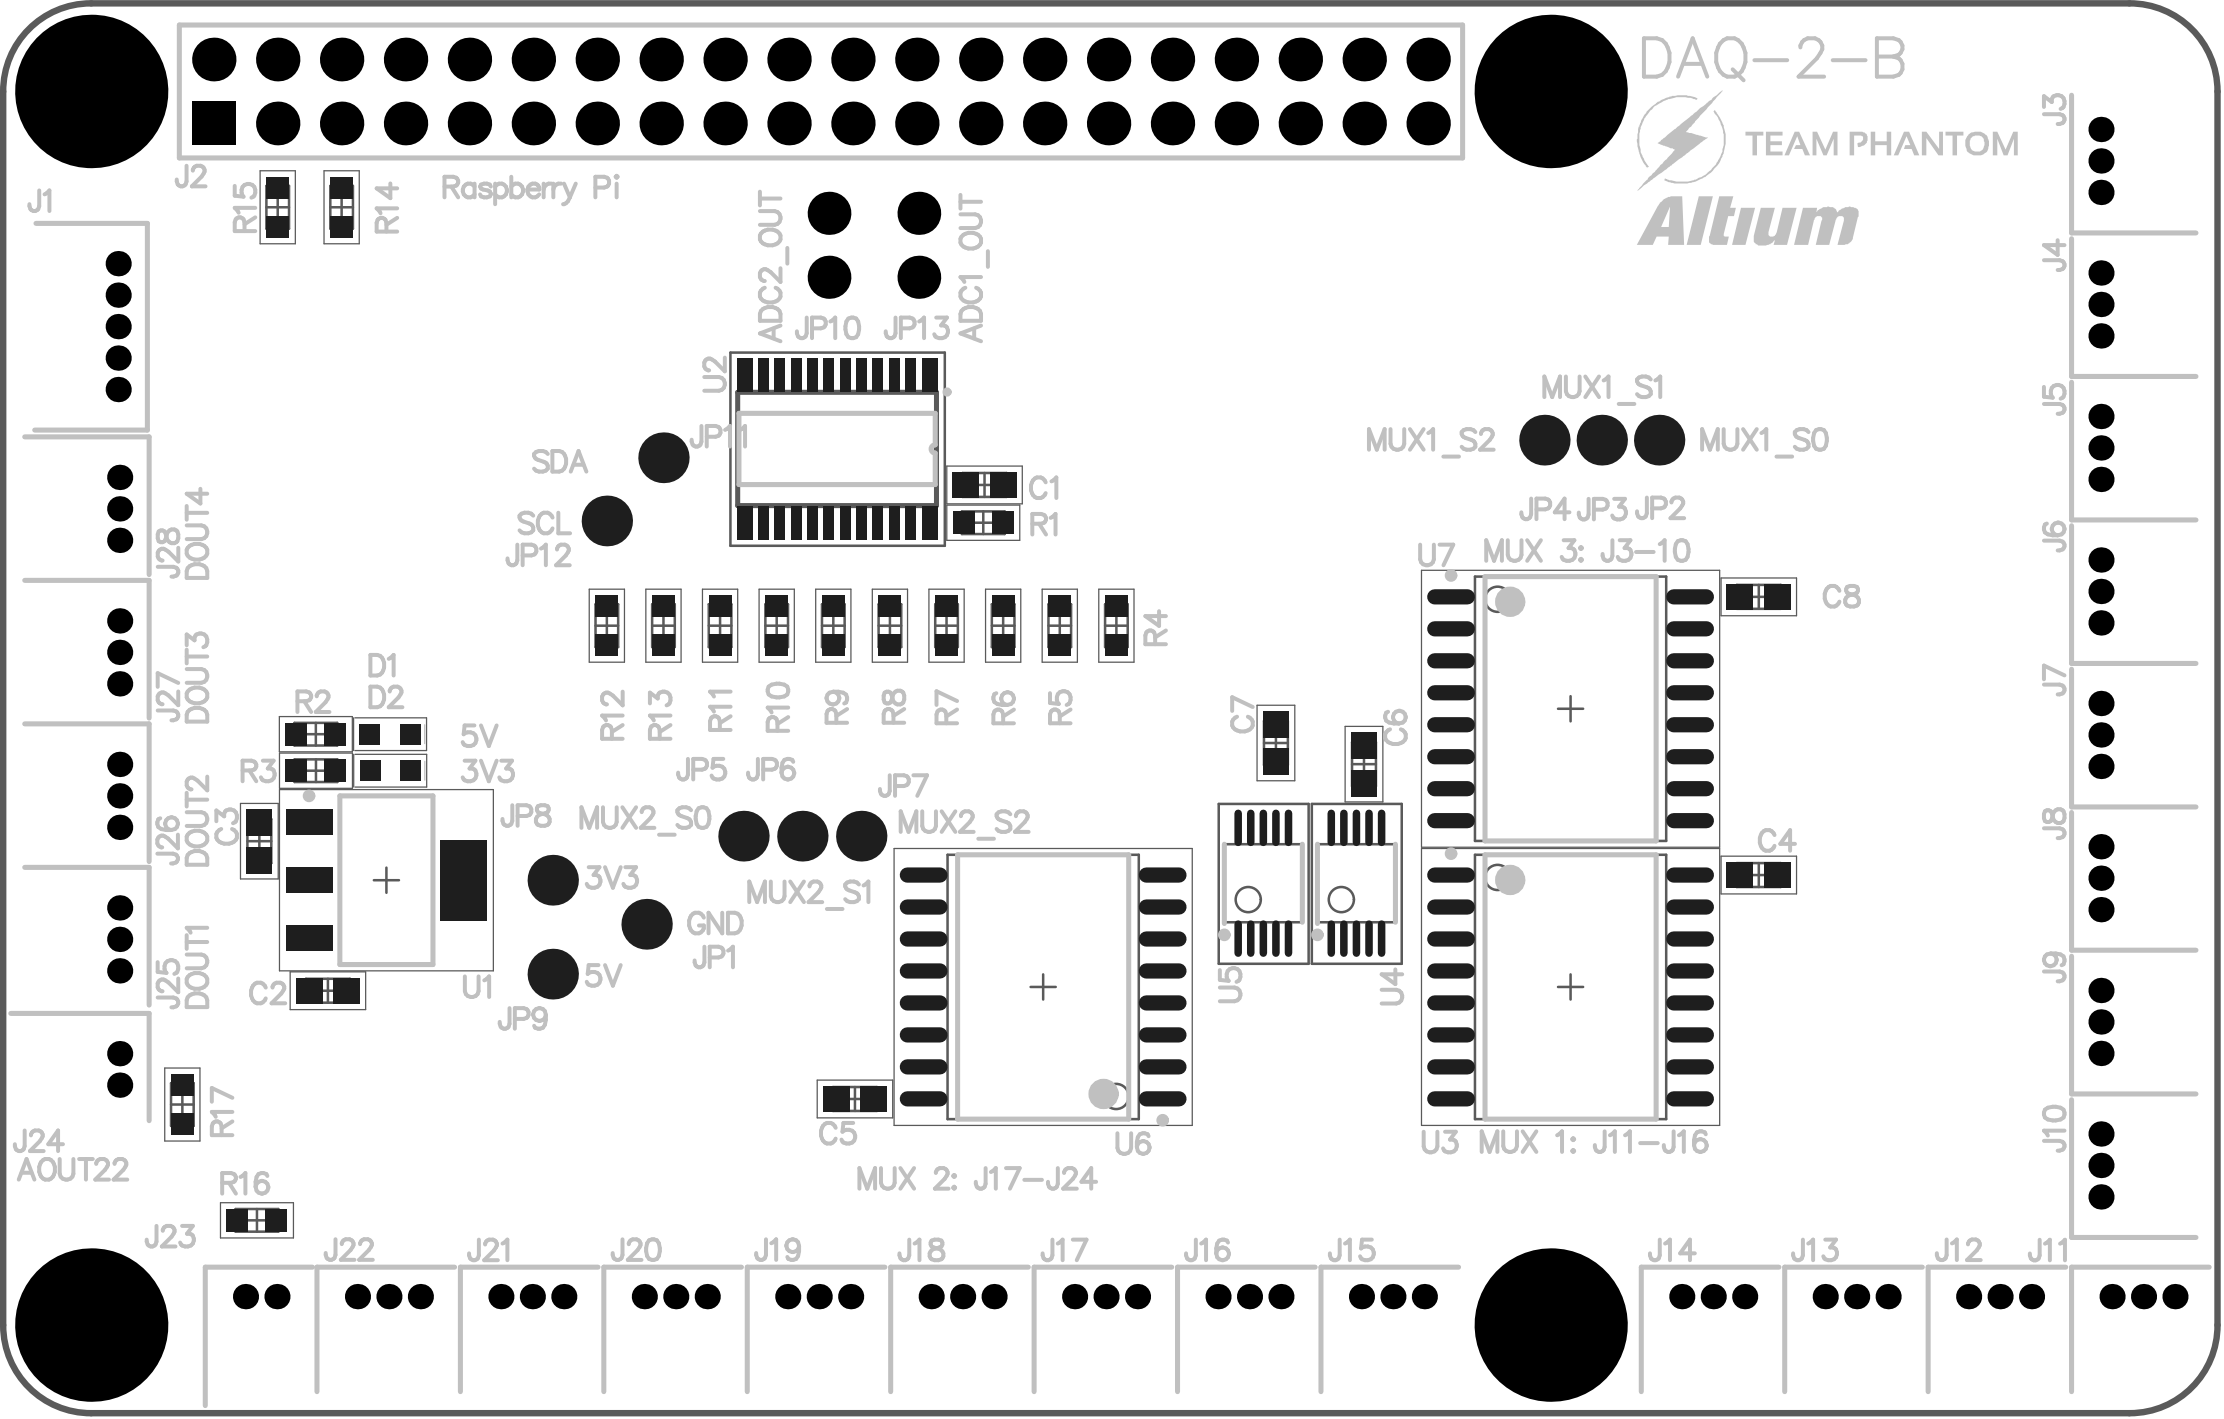 DAQ-2-B
TEAM PHANTOM
Altium
J2
Raspberry Pi
R15
R14
J1
ADC2_OUT
ADC1_OUT
JP10
JP13
U2
JP11
SDA
SCL
JP12
C1
R1
MUX1_S1
MUX1_S2
MUX1_S0
JP4
JP3
JP2
MUX 3: J3-10
U7
C8
J3
J4
J5
J6
J7
J8
J9
J10
J28
DOUT4
J27
DOUT3
J26
DOUT2
J25
DOUT1
D1
D2
R2
5V
R3
3V3
C3
R12
R13
R11
R10
R9
R8
R7
R6
R5
R4
C7
C6
JP5
JP6
JP7
JP8
MUX2_S0
MUX2_S2
MUX2_S1
3V3
GND
JP1
5V
JP9
U1
C2
C4
U5
U4
R17
J24
AOUT22
R16
C5
U6
MUX 2: J17-J24
U3
MUX 1: J11-J16
J23
J22
J21
J20
J19
J18
J17
J16
J15
J14
J13
J12
J11